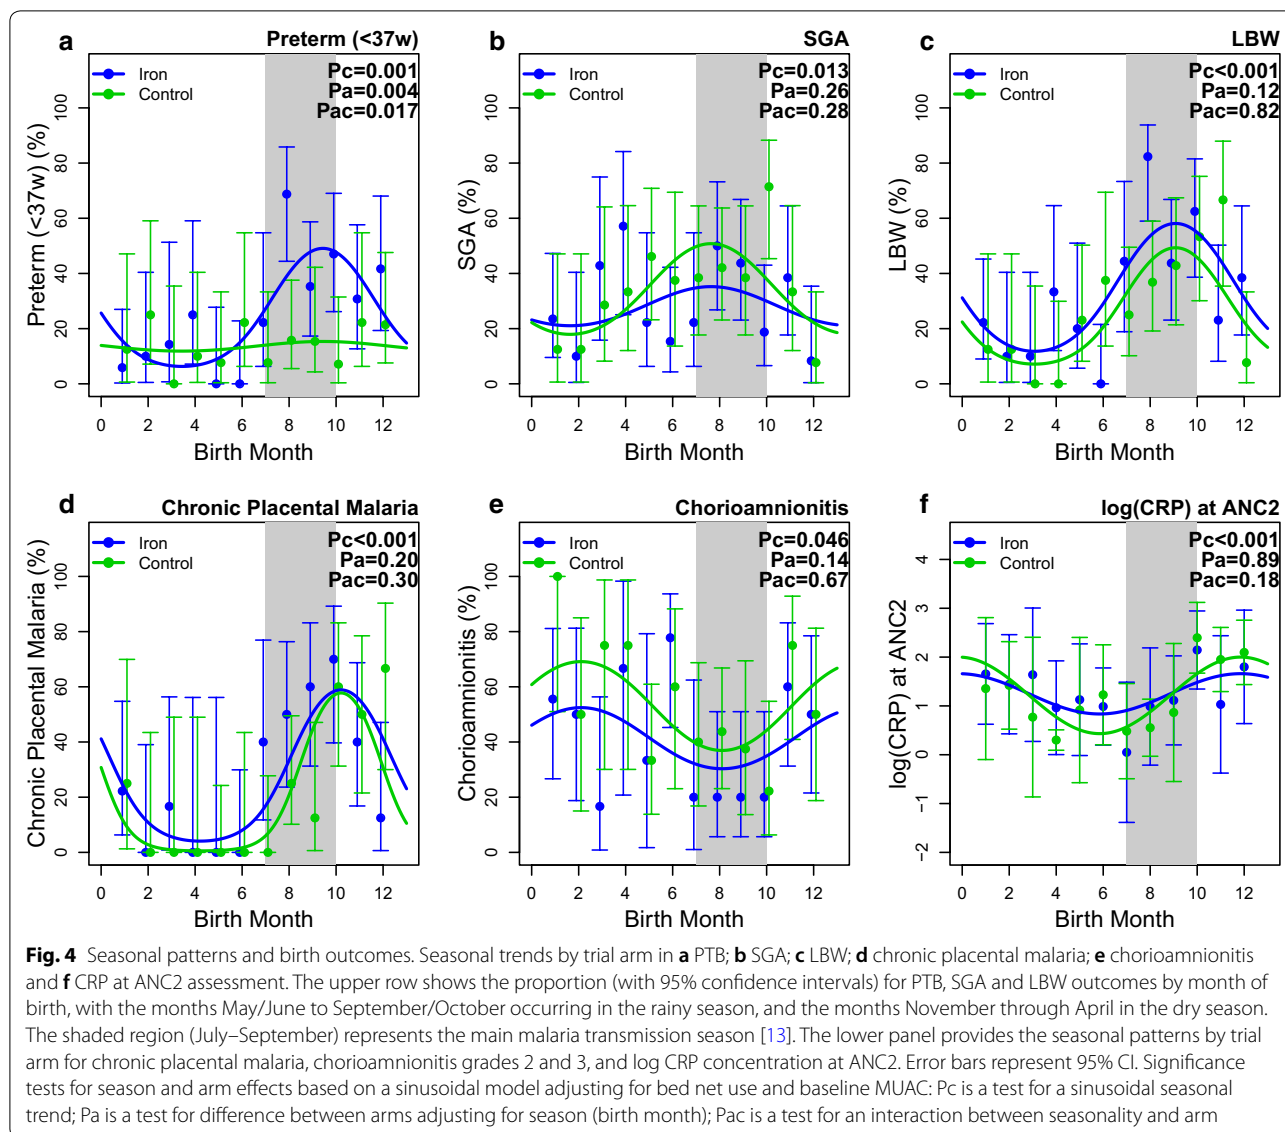 a Preterm (<37w)
Iron
Control
Pc=0.001
Pa=0.004
Pac=0.017
Preterm (<37w) (%)
100
80
60
40
20
0
0 2 4 6 8 10 12
Birth Month
b SGA
Iron
Control
Pc=0.013
Pa=0.26
Pac=0.28
SGA (%)
100
80
60
40
20
0
0 2 4 6 8 10 12
Birth Month
c LBW
Iron
Control
Pc<0.001
Pa=0.12
Pac=0.82
LBW (%)
100
80
60
40
20
0
0 2 4 6 8 10 12
Birth Month
d Chronic Placental Malaria
Iron
Control
Pc<0.001
Pa=0.20
Pac=0.30
Chronic Placental Malaria (%)
100
80
60
40
20
0
0 2 4 6 8 10 12
Birth Month
e Chorioamnionitis
Iron
Control
Pc=0.046
Pa=0.14
Pac=0.67
Chorioamnionitis (%)
100
80
60
40
20
0
0 2 4 6 8 10 12
Birth Month
f log(CRP) at ANC2
Iron
Control
Pc<0.001
Pa=0.89
Pac=0.18
log(CRP) at ANC2
4
3
2
1
0
−1
−2
0 2 4 6 8 10 12
Birth Month
Fig. 4 Seasonal patterns and birth outcomes. Seasonal trends by trial arm in a PTB; b SGA; c LBW; d chronic placental malaria; e chorioamnionitis
and f CRP at ANC2 assessment. The upper row shows the proportion (with 95% confidence intervals) for PTB, SGA and LBW outcomes by month of
birth, with the months May/June to September/October occurring in the rainy season, and the months November through April in the dry season.
The shaded region (July–September) represents the main malaria transmission season [13]. The lower panel provides the seasonal patterns by trial
arm for chronic placental malaria, chorioamnionitis grades 2 and 3, and log CRP concentration at ANC2. Error bars represent 95% CI. Significance
tests for season and arm effects based on a sinusoidal model adjusting for bed net use and baseline MUAC: Pc is a test for a sinusoidal seasonal
trend; Pa is a test for difference between arms adjusting for season (birth month); Pac is a test for an interaction between seasonality and arm